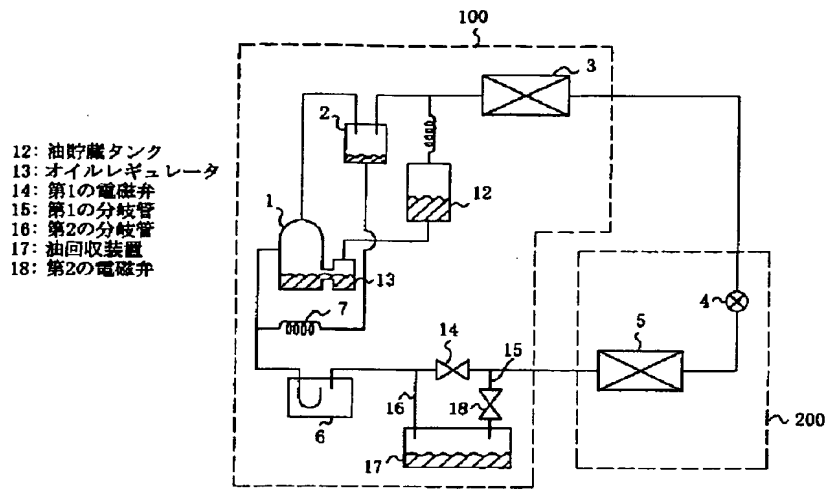 100
3
2
12: 油貯蔵タンク
13: オイルレギュレータ
14: 第1の電磁弁
15: 第1の分岐管
16: 第2の分岐管
17: 油回収装置
18: 第2の電磁弁
12
1
13
4
7
5
14
15
16
18
6
200
17